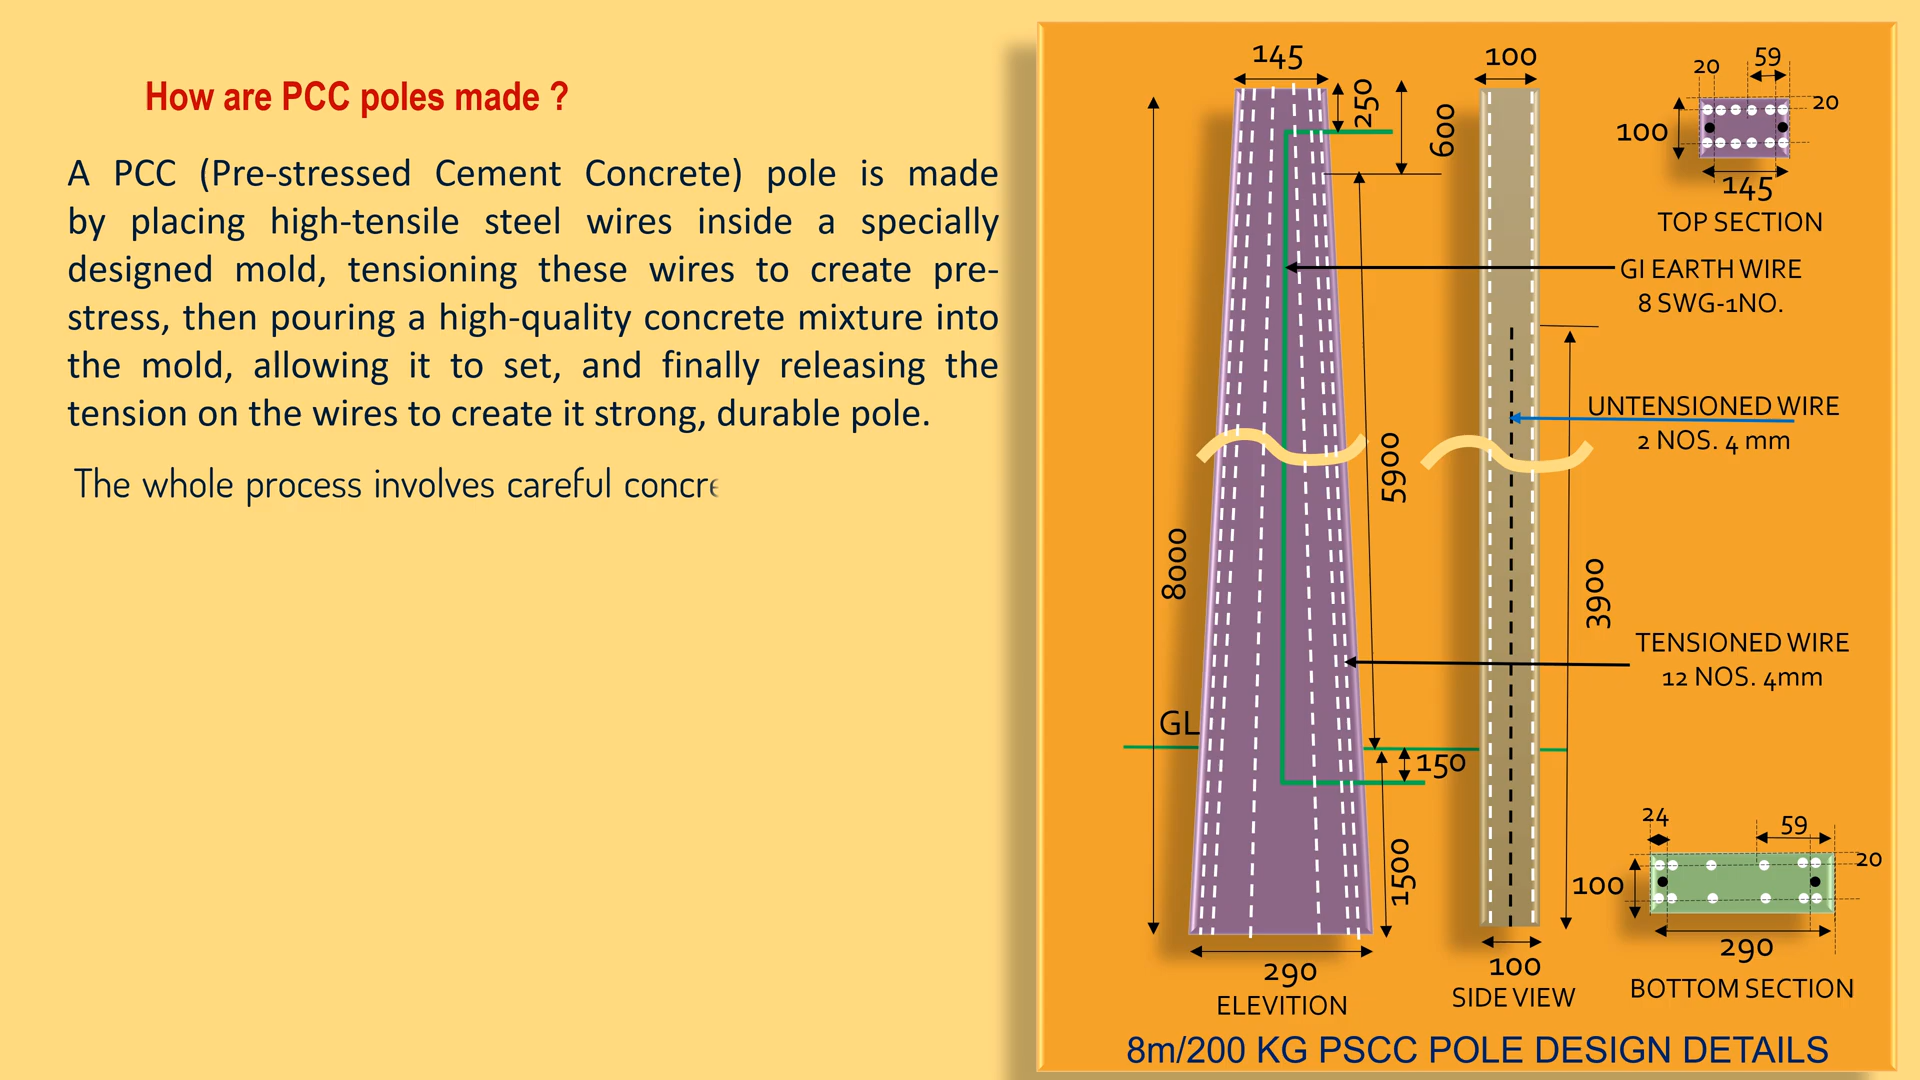 How are PCC poles made ?
A PCC (Pre-stressed Cement Concrete) pole is made
by placing high-tensile steel wires inside a specially
designed mold, tensioning these wires to create pre-
stress, then pouring a high-quality concrete mixture into
the mold, allowing it to set, and finally releasing the
tension on the wires to create it strong, durable pole.
The whole process involves careful
145
250
600
8000
5900
GL
150
1500
290
ELEVITION
100
3900
100
SIDE VIEW
20
59
20
100
145
TOP SECTION
GI EARTH WIRE
8 SWG-1NO.
UNTENSIONED WIRE
2 NOS. 4 mm
TENSIONED WIRE
12 NOS. 4mm
24
59
20
100
290
BOTTOM SECTION
8m/200 KG PSCC POLE DESIGN DETAILS